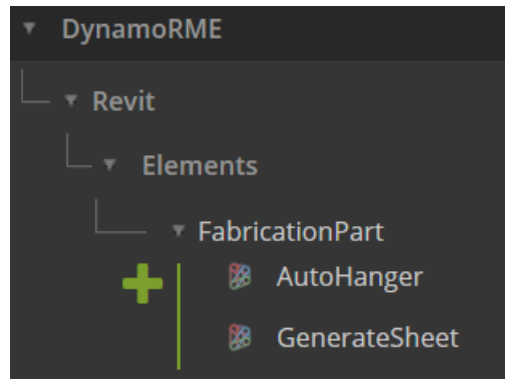 DynamoRME
Revit
Elements
FabricationPart
AutoHanger
GenerateSheet